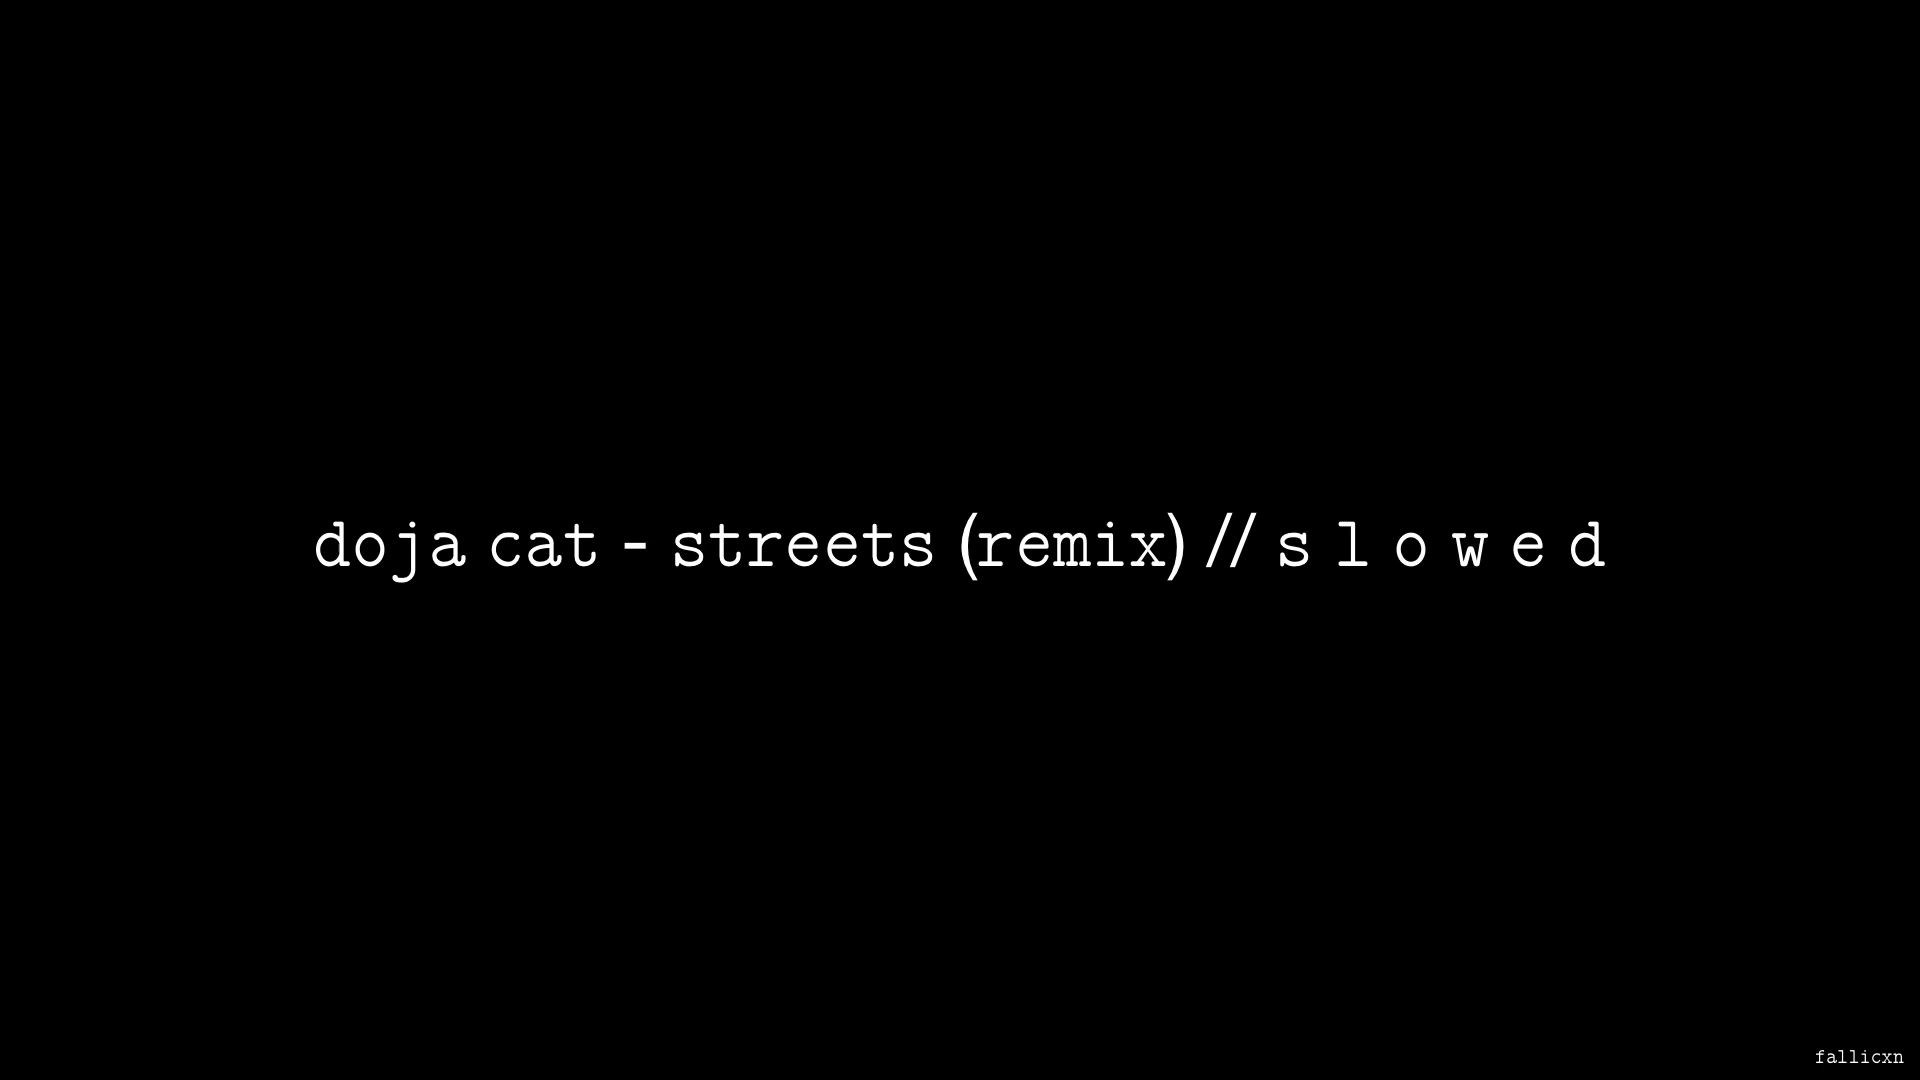 doja cat - streets (remix) // s l o w e d
fallicxn